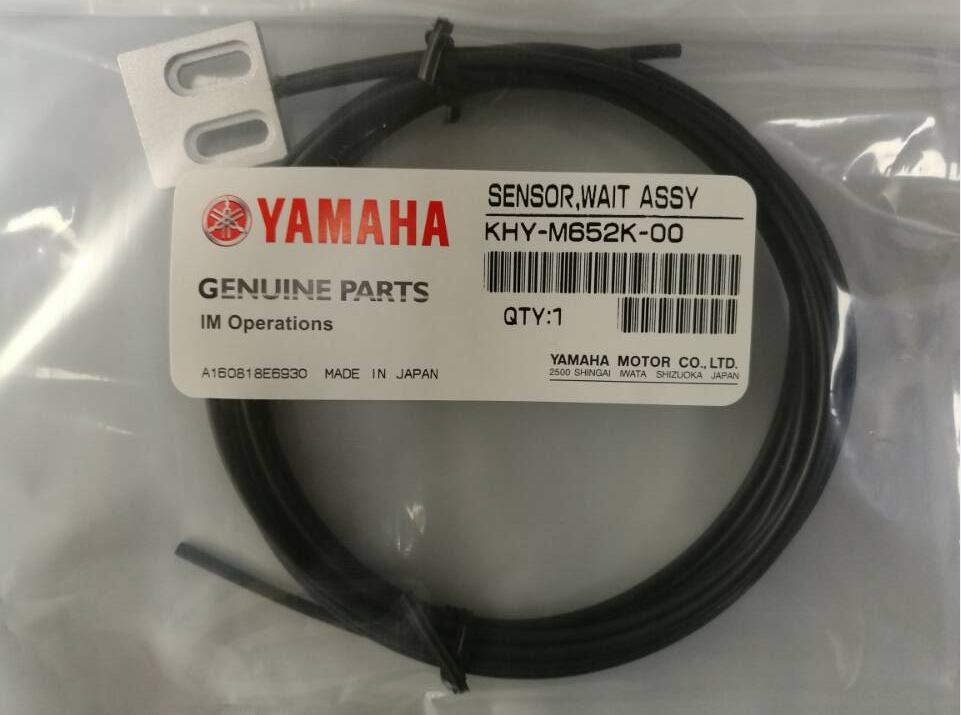 YAMAHA
GENUINE PARTS
IM Operations
A150818E6930 MADE IN JAPAN
SENSOR,WAIT ASSY
KHY-M652K-00
QTY:1
YAMAHA MOTOR CO.,LTD.
2500 SHINGAI IWATA SHIZUOKA JAPAN